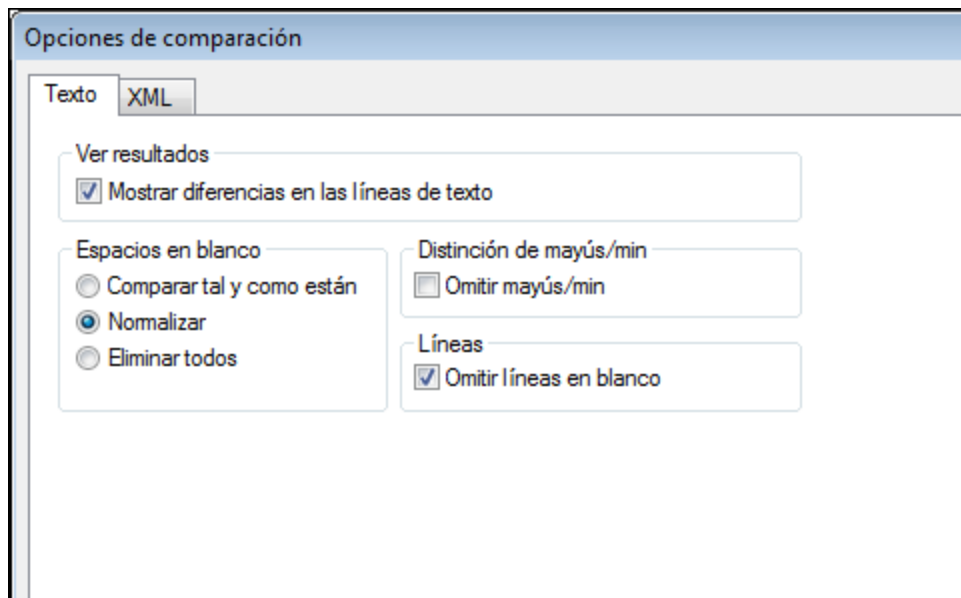 Opciones de comparación
Texto XML
Ver resultados
Mostrar diferencias en las líneas de texto
Espacios en blanco
Comparar tal y como están
Normalizar
Eliminar todos
Distinción de mayús/min
Omitir mayús/min
Líneas
Omitir líneas en blanco